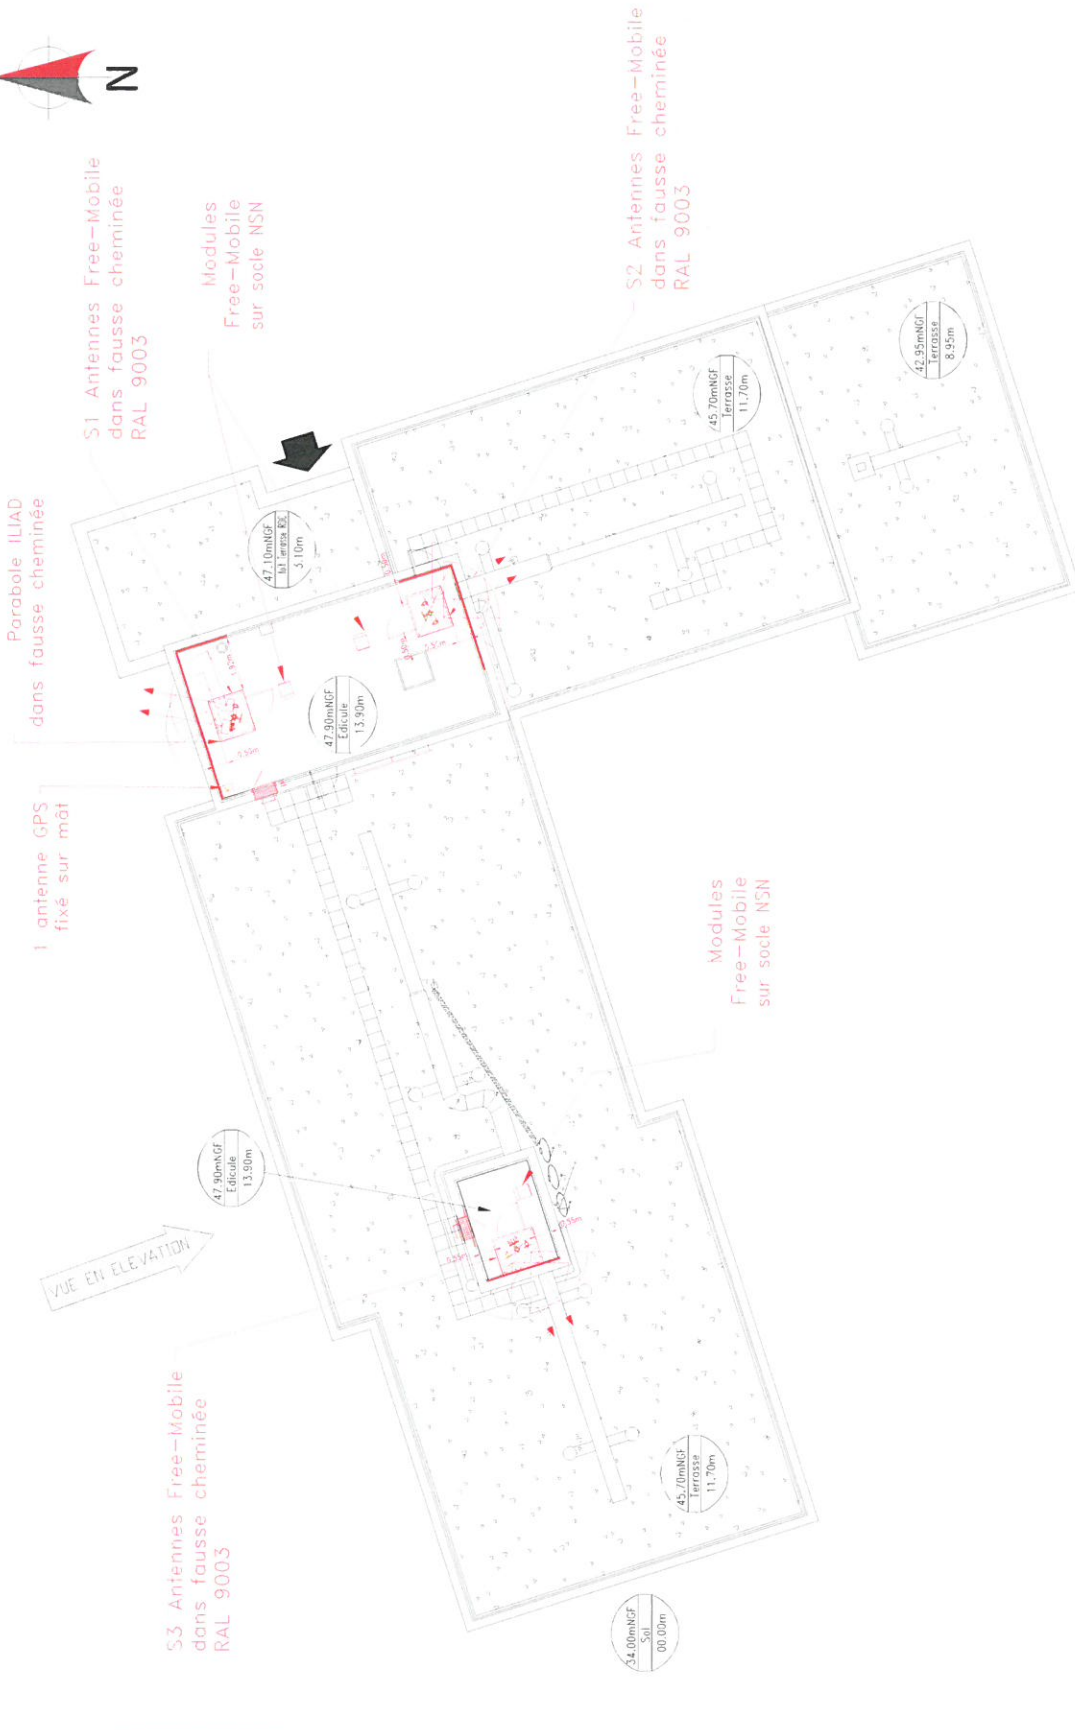 N
S1 Antennes Free-Mobile
dans fausse cheminée
RAL 9003
Modules
Free-Mobile
sur socle NSN
S2 Antennes Free-Mobile
dans fausse cheminée
RAL 9003
Parabole ILIAD
dans fausse cheminée
1 antenne GPS
fixé sur mât
47.10mNGF
3.10m
47.90mNGF
Edicule
13.90m
45.70mNGF
Terrasse
11.70m
42.95mNGF
Terrasse
8.95m
Modules
Free-Mobile
sur socle NSN
47.90mNGF
Edicule
13.90m
VUE EN ELEVATION
S3 Antennes Free-Mobile
dans fausse cheminée
RAL 9003
45.70mNGF
Terrasse
11.70m
34.00mNGF
Sol
00.00m